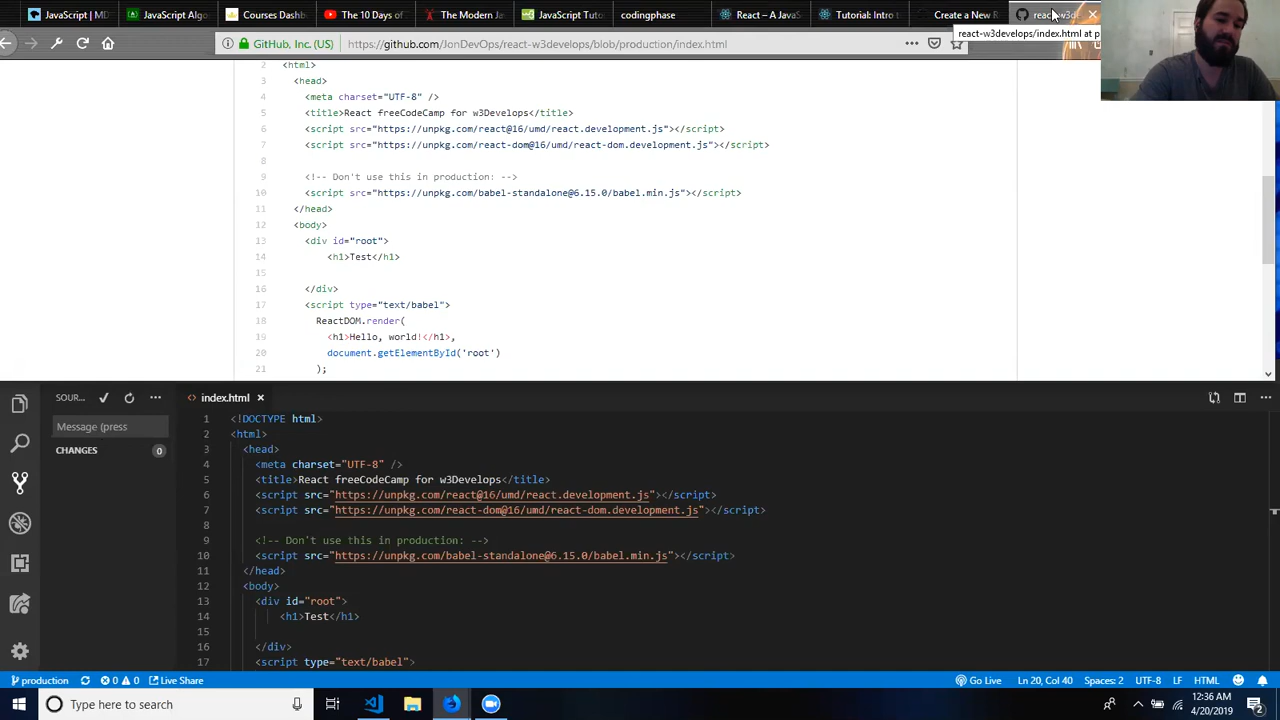 JavaScript | MD
JavaScript Algor
Courses Dashb
The 10 Days of
The Modern Ja
JavaScript Tuto
codingphase
React – A JavaS
Tutorial: Intro t
Create a New R
react-w3d
GitHub, Inc. (US)
https://github.com/JonDevOps/react-w3develops/blob/production/index.html
react-w3develops/index.html at p
2 <html>
3 <head>
4 <meta charset="UTF-8" />
5 <title>React freeCodeCamp for w3Develops</title>
6 <script src="https://unpkg.com/react@16/umd/react.development.js"></script>
7 <script src="https://unpkg.com/react-dom@16/umd/react-dom.development.js"></script>
8
9 <!-- Don't use this in production: -->
10 <script src="https://unpkg.com/babel-standalone@6.15.0/babel.min.js"></script>
11 </head>
12 <body>
13 <div id="root">
14 <h1>Test</h1>
15
16 </div>
17 <script type="text/babel">
18 ReactDOM.render(
19 <h1>Hello, world!</h1>,
20 document.getElementById('root')
21 );
SOUR...
index.html
Message (press
CHANGES 0
1 <!DOCTYPE html>
2 <html>
3 <head>
4 <meta charset="UTF-8" />
5 <title>React freeCodeCamp for w3Develops</title>
6 <script src="https://unpkg.com/react@16/umd/react.development.js"></script>
7 <script src="https://unpkg.com/react-dom@16/umd/react-dom.development.js"></script>
8
9 <!-- Don't use this in production: -->
10 <script src="https://unpkg.com/babel-standalone@6.15.0/babel.min.js"></script>
11 </head>
12 <body>
13 <div id="root">
14 <h1>Test</h1>
15
16 </div>
17 <script type="text/babel">
production 0 0 Live Share Go Live Ln 20, Col 40 Spaces: 2 UTF-8 LF HTML
Type here to search
12:36 AM
4/20/2019
2